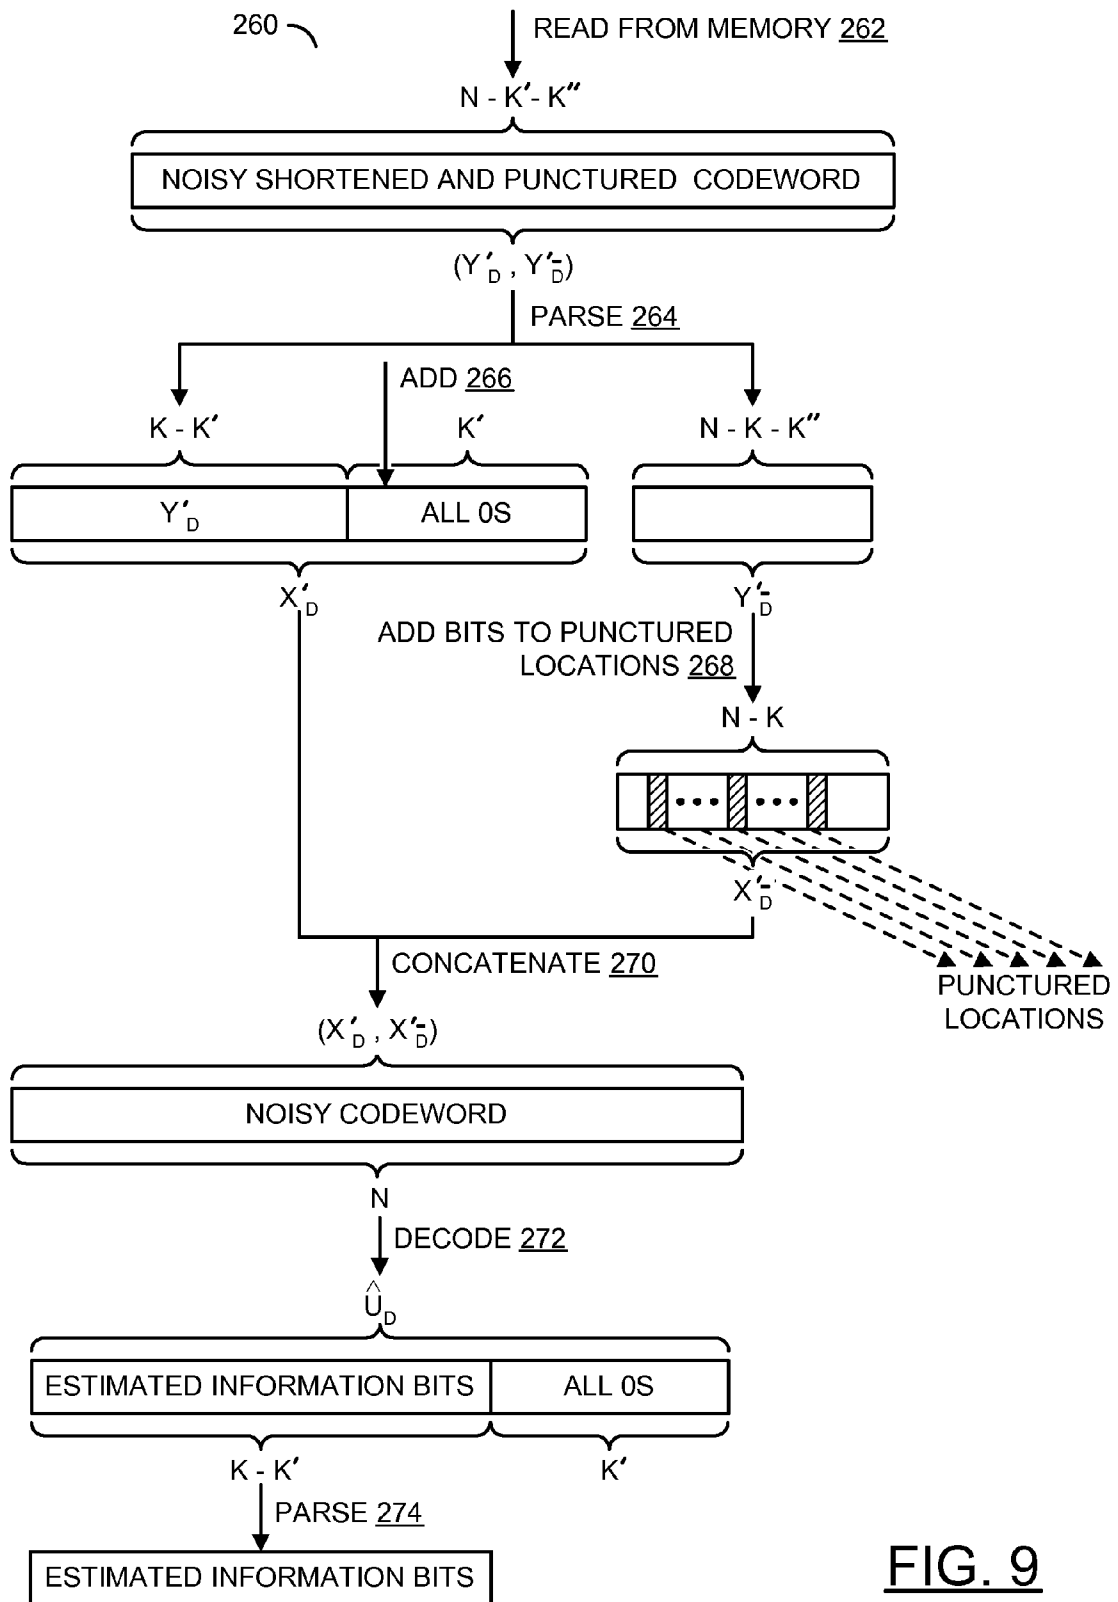 260
READ FROM MEMORY 262
N - K′ - K″
NOISY SHORTENED AND PUNCTURED CODEWORD
(Y′D , Y′D̄)
PARSE 264
ADD 266
K - K′
K′
N - K - K″
Y′D
ALL 0S
X′D
Y′D̄
ADD BITS TO PUNCTURED
LOCATIONS 268
N - K
X′D̄
CONCATENATE 270
PUNCTURED
LOCATIONS
(X′D , X′D̄)
NOISY CODEWORD
N
DECODE 272
ÛD
ESTIMATED INFORMATION BITS
ALL 0S
K - K′
K′
PARSE 274
ESTIMATED INFORMATION BITS
FIG. 9